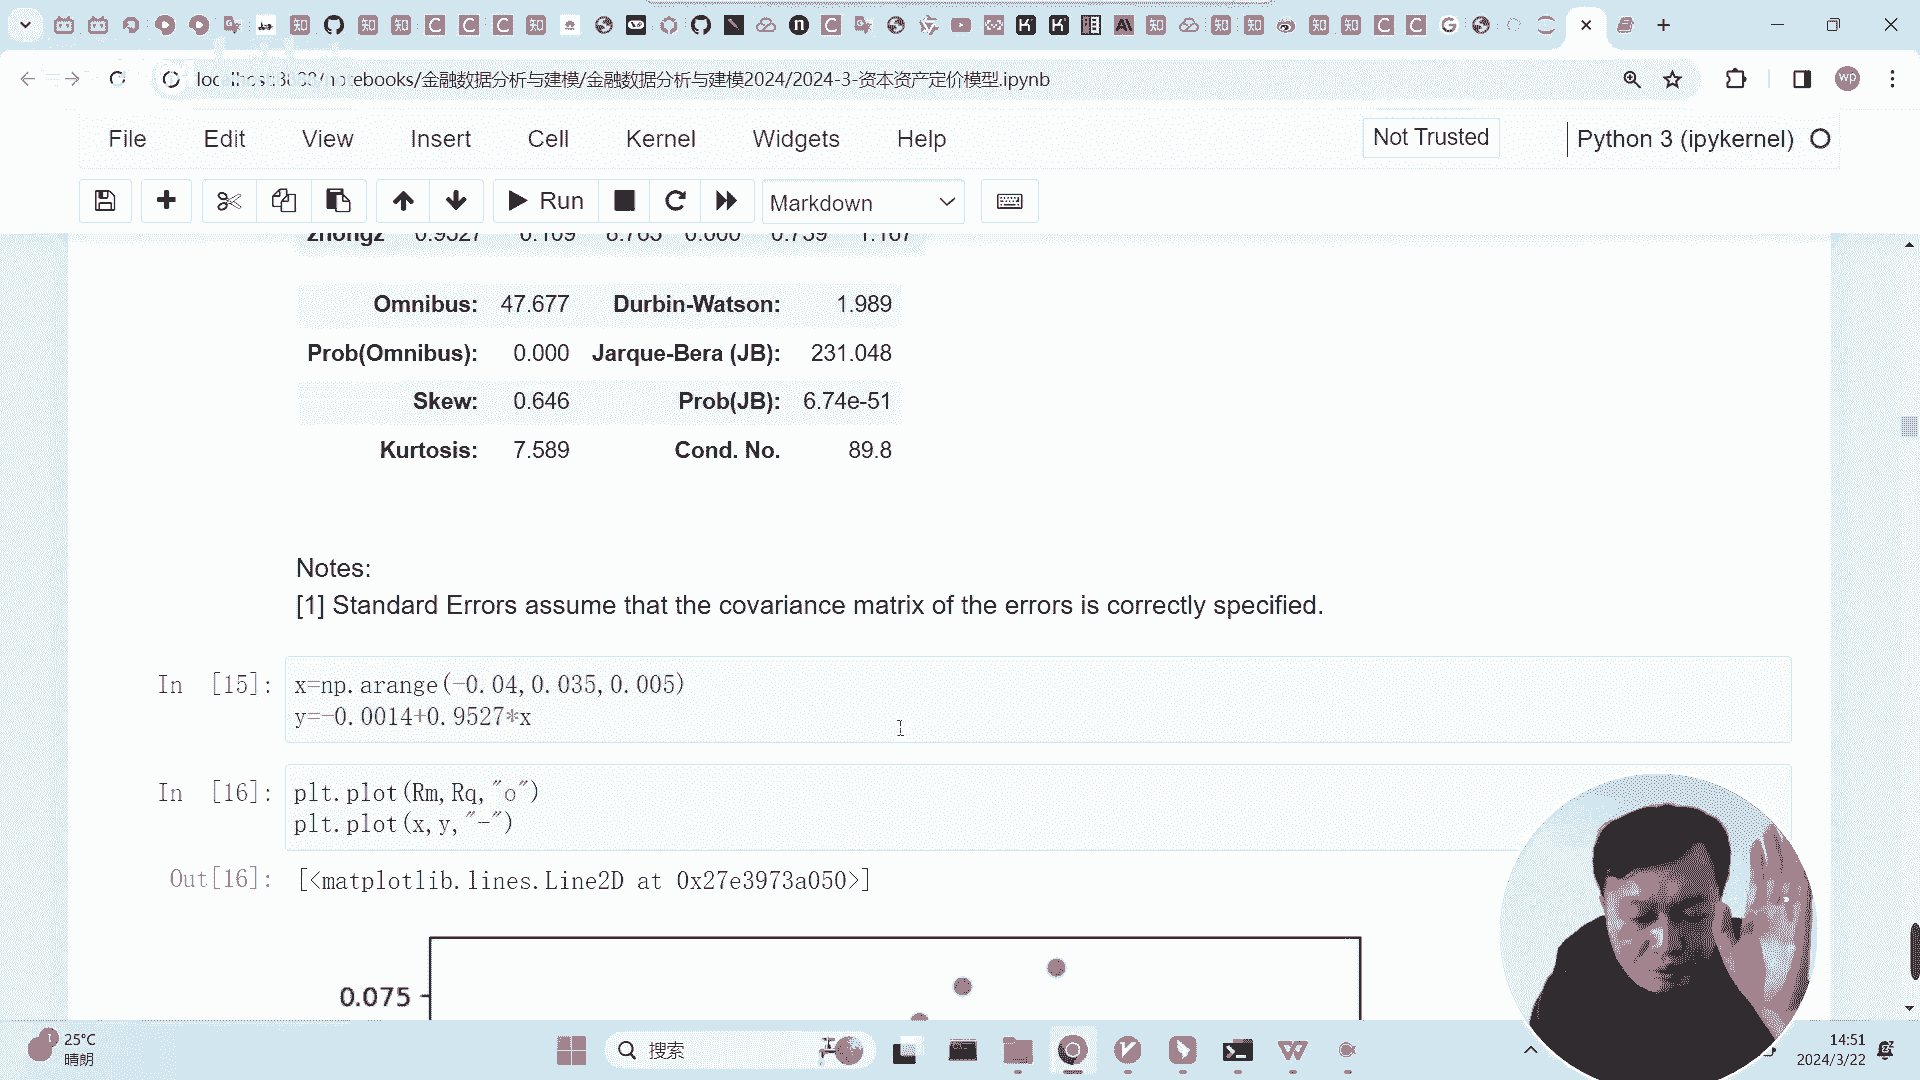 localhost:8888/notebooks/金融数据分析与建模/金融数据分析与建模2024/2024-3-资本资产定价模型.ipynb
wp
File Edit View Insert Cell Kernel Widgets Help
Not Trusted
Python 3 (ipykernel)
Run
Markdown
zhongz 0.9527 0.109 8.763 0.000 0.739 1.167
Omnibus: 47.677 Durbin-Watson: 1.989
Prob(Omnibus): 0.000 Jarque-Bera (JB): 231.048
Skew: 0.646 Prob(JB): 6.74e-51
Kurtosis: 7.589 Cond. No. 89.8
Notes:
[1] Standard Errors assume that the covariance matrix of the errors is correctly specified.
In [15]: x=np.arange(-0.04,0.035,0.005)
y=-0.0014+0.9527*x
In [16]: plt.plot(Rm,Rq,"o")
plt.plot(x,y,"-")
Out[16]: [<matplotlib.lines.Line2D at 0x27e3973a050>]
0.075
25°C
晴朗
搜索
14:51
2024/3/22